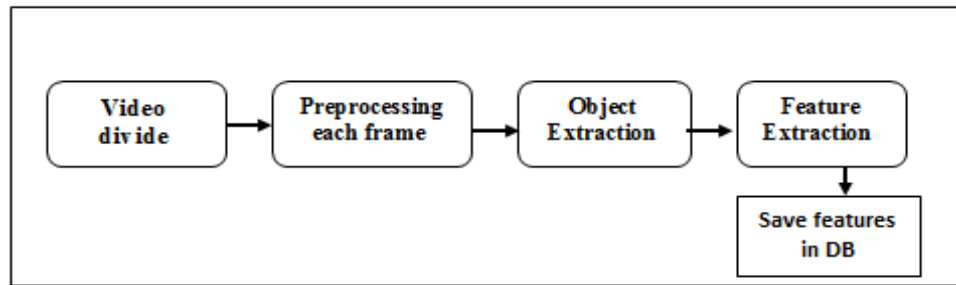 Video
divide
Preprocessing
each frame
Object
Extraction
Feature
Extraction
Save features
in DB